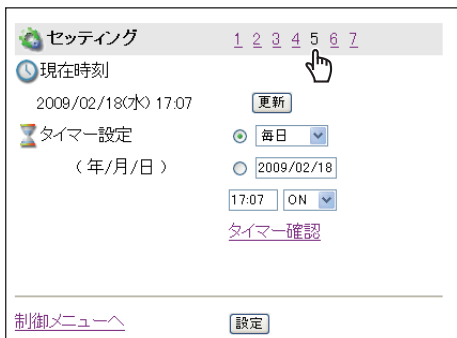 セッティング 1 2 3 4 5 6 7
現在時刻
2009/02/18(水) 17:07 更新
タイマー設定 毎日
(年/月/日) 2009/02/18
17:07 ON
タイマー確認
制御メニューへ 設定